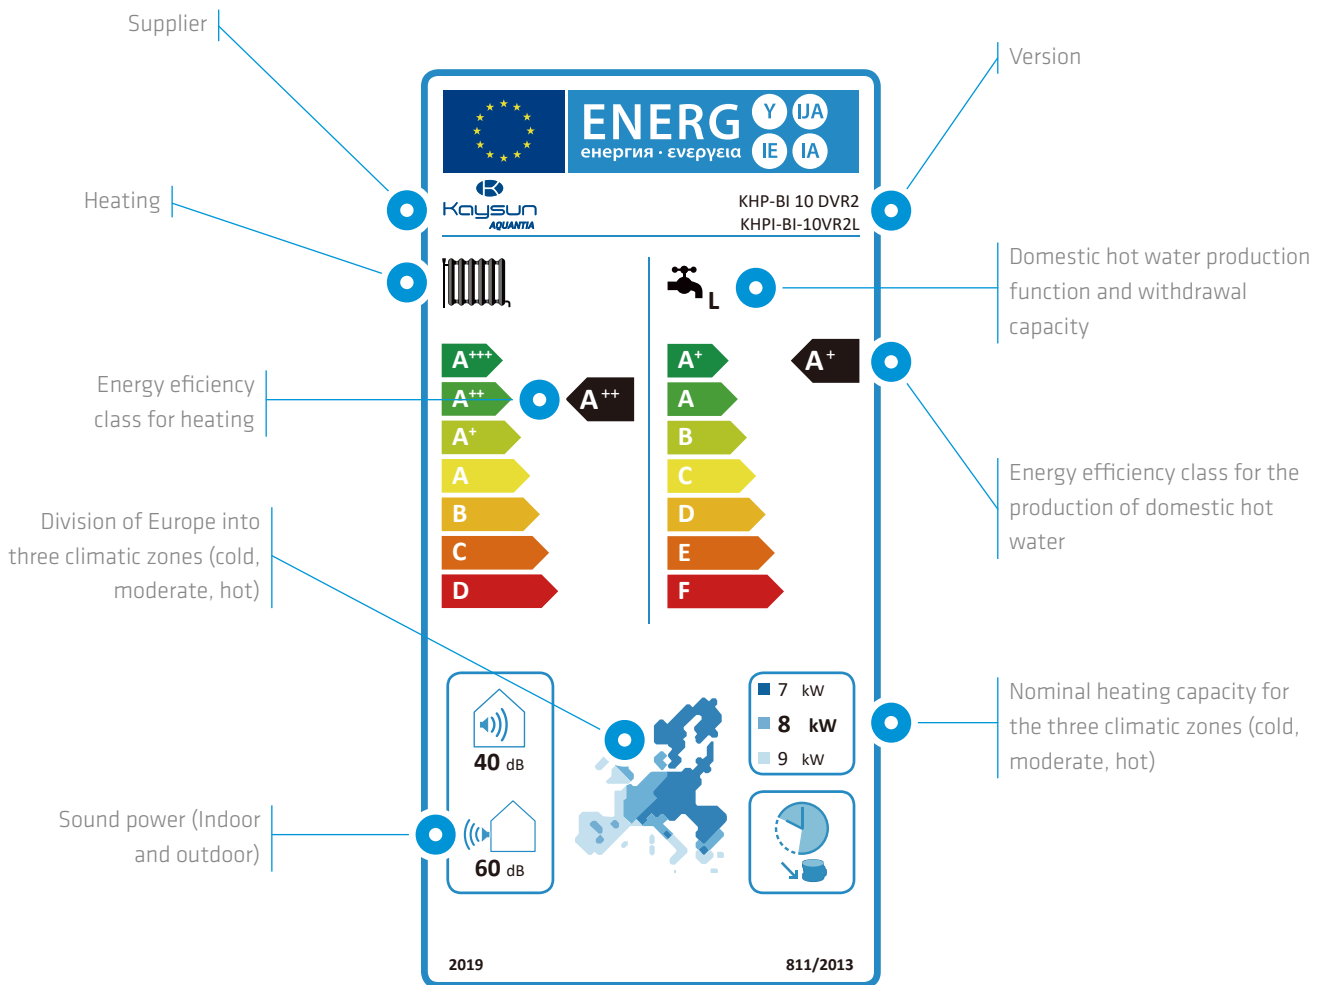 Supplier
Version
ENERG
Y IJA
IE IA
енергия · ενεργεια
Heating
Kaysun
AQUANTIA
KHP-BI 10 DVR2
KHPI-BI-10VR2L
L
Domestic hot water production
function and withdrawal
capacity
Energy eficiency
class for heating
A+++
A++
A+
A
B
C
D
A++
A+
A
B
C
D
E
F
A+
Energy efficiency class for the
production of domestic hot
water
Division of Europe into
three climatic zones (cold,
moderate, hot)
40 dB
60 dB
7 kW
8 kW
9 kW
Nominal heating capacity for
the three climatic zones (cold,
moderate, hot)
Sound power (Indoor
and outdoor)
2019
811/2013